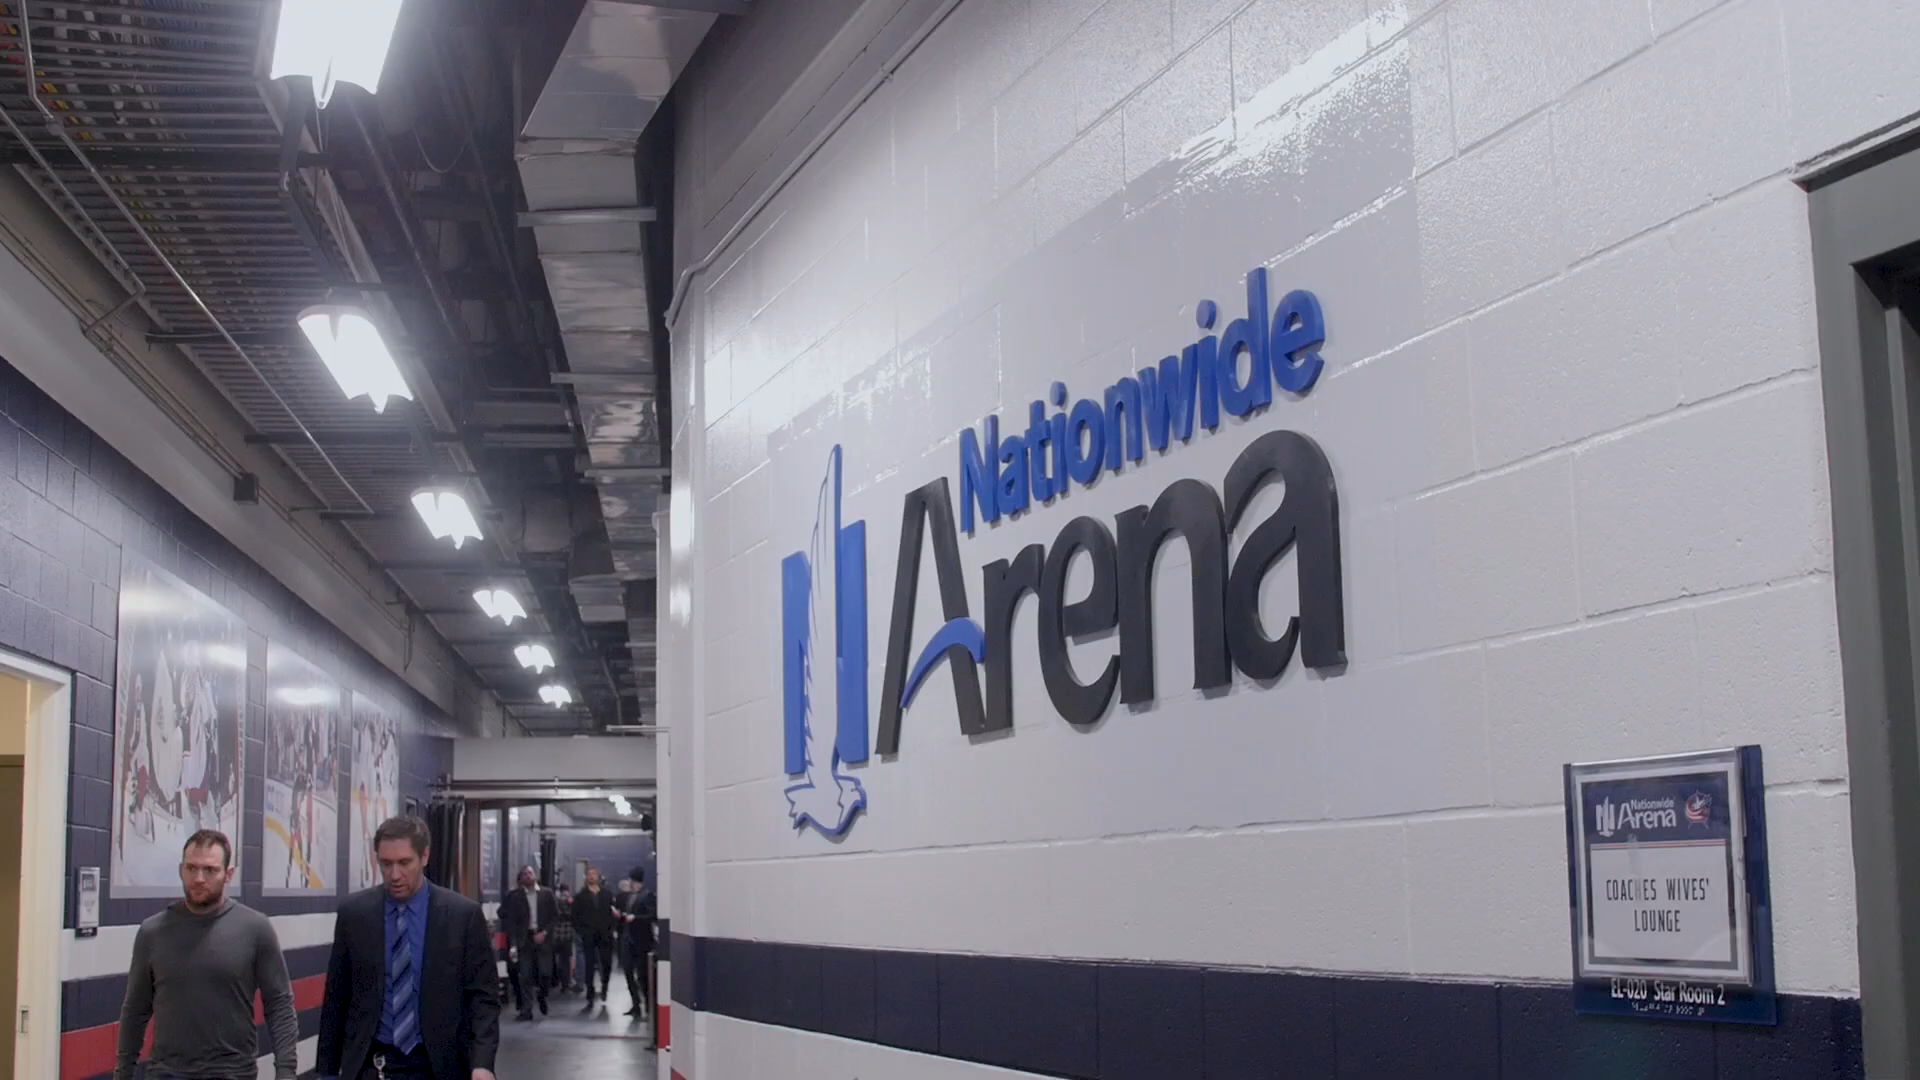 Nationwide
Arena
Nationwide
Arena
COACHES WIVES'
LOUNGE
EL-020 Star Room 2